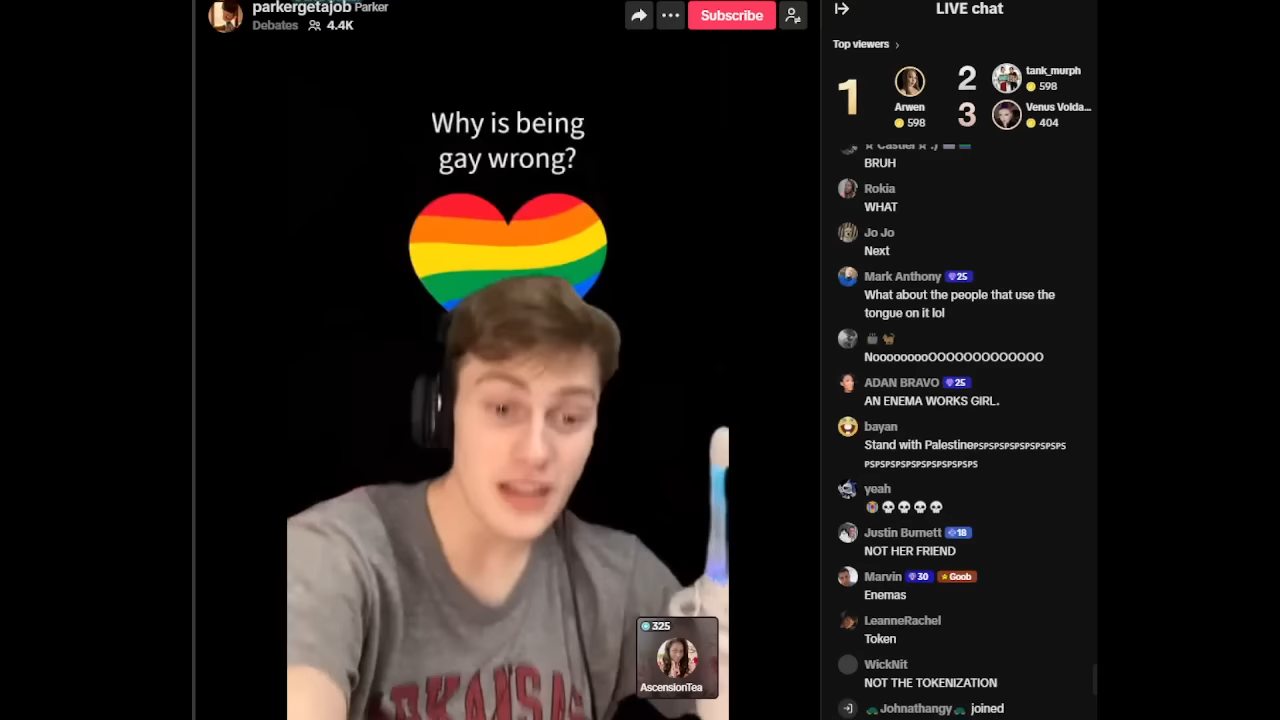 parkergetajob Parker
Debates 4.4K
Subscribe
LIVE chat
Top viewers
1
Arwen
598
2
tank_murph
598
3
Venus Volda...
404
Why is being
gay wrong?
BRUH
Rokia
WHAT
Jo Jo
Next
Mark Anthony 25
What about the people that use the
tongue on it lol
NooooooooOOOOOOOOOOOOO
ADAN BRAVO 25
AN ENEMA WORKS GIRL.
bayan
Stand with Palestineᴘsᴘsᴘsᴘsᴘsᴘsᴘsᴘs
ᴘsᴘsᴘsᴘsᴘsᴘsᴘsᴘsᴘsᴘs
yeah
Justin Burnett 18
NOT HER FRIEND
Marvin 30 Goob
Enemas
LeanneRachel
Token
WickNit
NOT THE TOKENIZATION
Johnathangy joined
325
AscensionTea
ARKANSAS